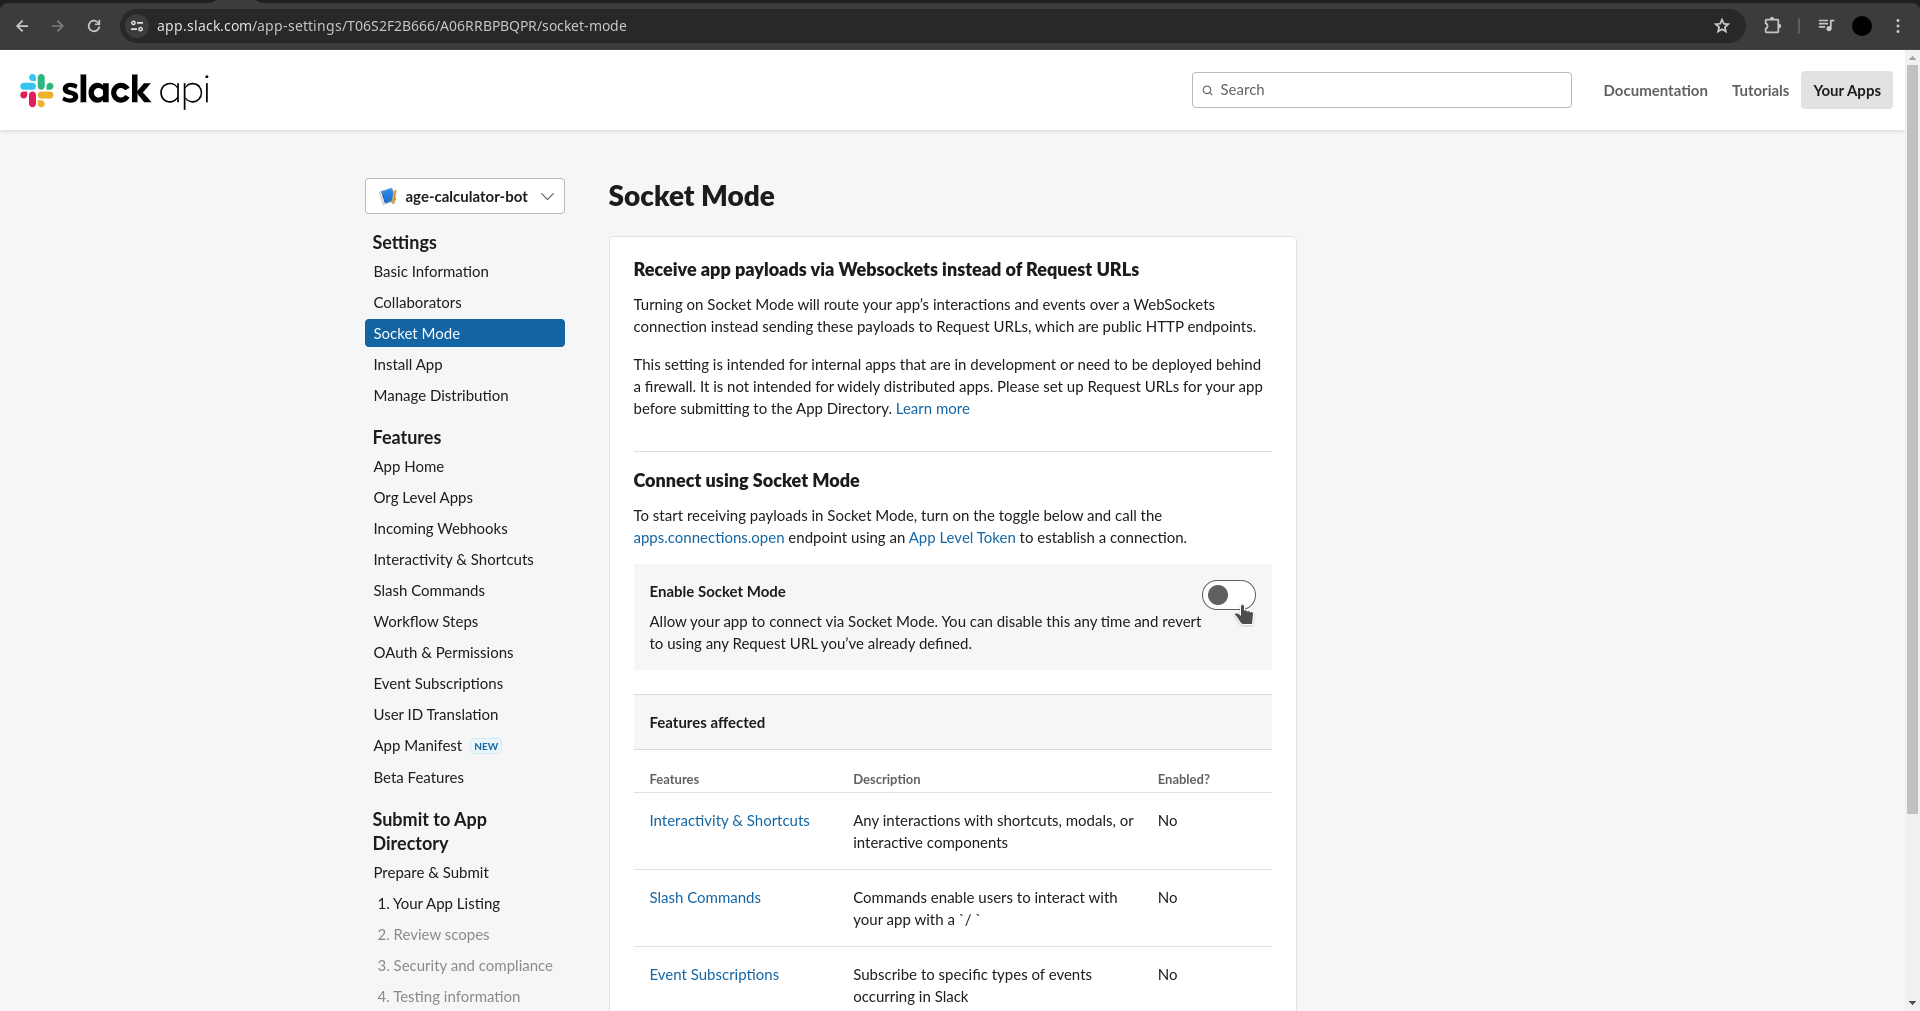 app.slack.com/app-settings/T06S2F2B666/A06RRBPBQPR/socket-mode
slack api
Search
Documentation
Tutorials
Your Apps
age-calculator-bot
Settings
Basic Information
Collaborators
Socket Mode
Install App
Manage Distribution
Features
App Home
Org Level Apps
Incoming Webhooks
Interactivity & Shortcuts
Slash Commands
Workflow Steps
OAuth & Permissions
Event Subscriptions
User ID Translation
App Manifest NEW
Beta Features
Submit to App
Directory
Prepare & Submit
1. Your App Listing
2. Review scopes
3. Security and compliance
4. Testing information
Socket Mode
Receive app payloads via Websockets instead of Request URLs
Turning on Socket Mode will route your app’s interactions and events over a WebSockets
connection instead sending these payloads to Request URLs, which are public HTTP endpoints.
This setting is intended for internal apps that are in development or need to be deployed behind
a firewall. It is not intended for widely distributed apps. Please set up Request URLs for your app
before submitting to the App Directory. Learn more
Connect using Socket Mode
To start receiving payloads in Socket Mode, turn on the toggle below and call the
apps.connections.open endpoint using an App Level Token to establish a connection.
Enable Socket Mode
Allow your app to connect via Socket Mode. You can disable this any time and revert
to using any Request URL you’ve already defined.
Features affected
Features Description Enabled?
Interactivity & Shortcuts Any interactions with shortcuts, modals, or No
interactive components
Slash Commands Commands enable users to interact with No
your app with a `/ `
Event Subscriptions Subscribe to specific types of events No
occurring in Slack